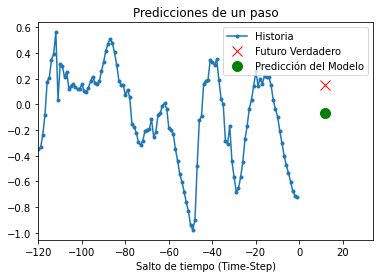 Predicciones de un paso
Historia
Futuro Verdadero
Predicción del Modelo
0.6
0.4
0.2
0.0
−0.2
−0.4
−0.6
−0.8
−1.0
−120 −100 −80 −60 −40 −20 0 20
Salto de tiempo (Time-Step)